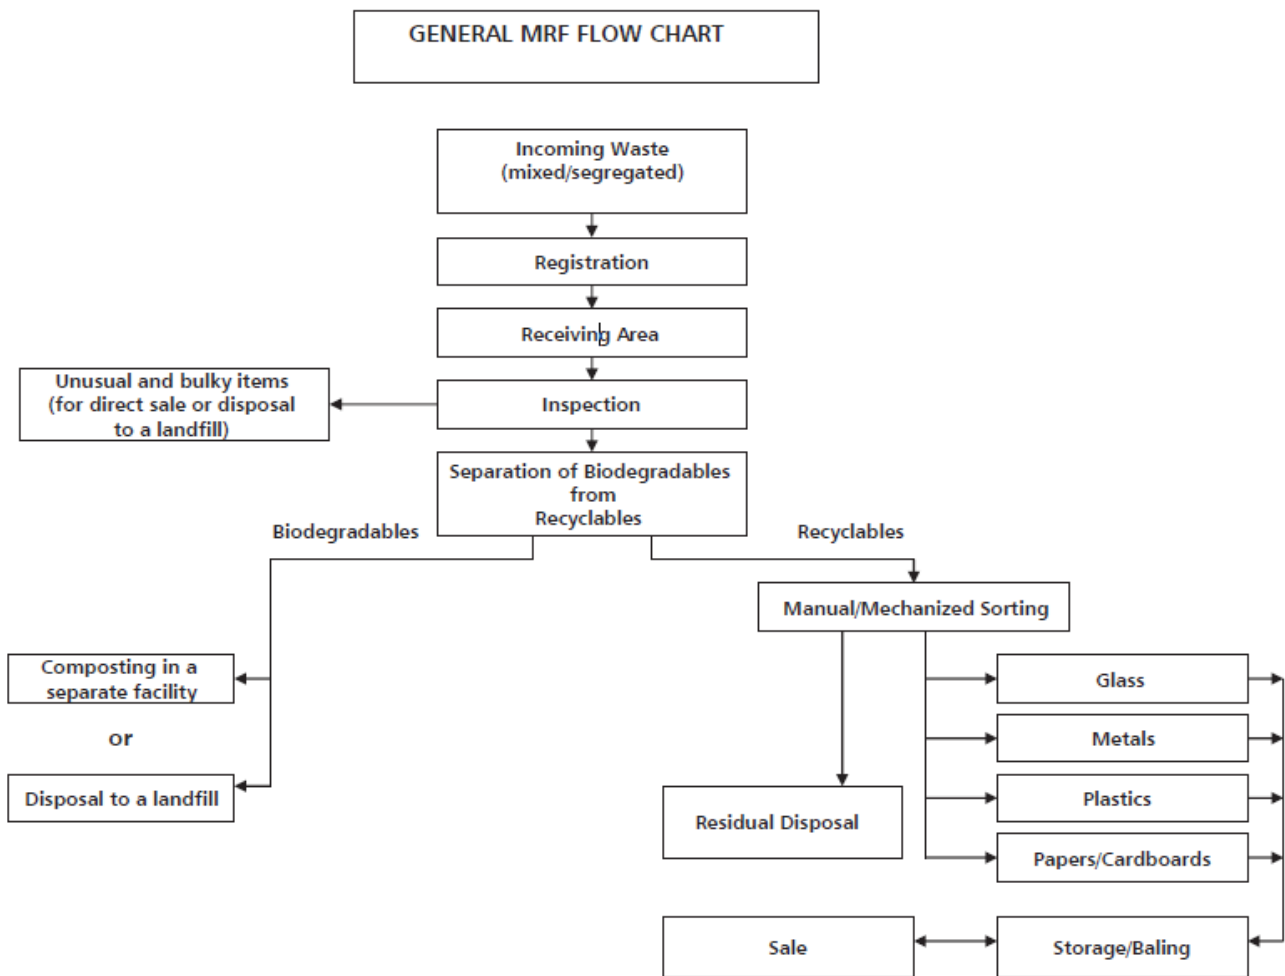 GENERAL MRF FLOW CHART
Incoming Waste
(mixed/segregated)
Registration
Receiving Area
Unusual and bulky items
(for direct sale or disposal
to a landfill)
Inspection
Separation of Biodegradables
from
Recyclables
Biodegradables
Recyclables
Manual/Mechanized Sorting
Composting in a
separate facility
or
Disposal to a landfill
Glass
Metals
Plastics
Residual Disposal
Papers/Cardboards
Sale
Storage/Baling